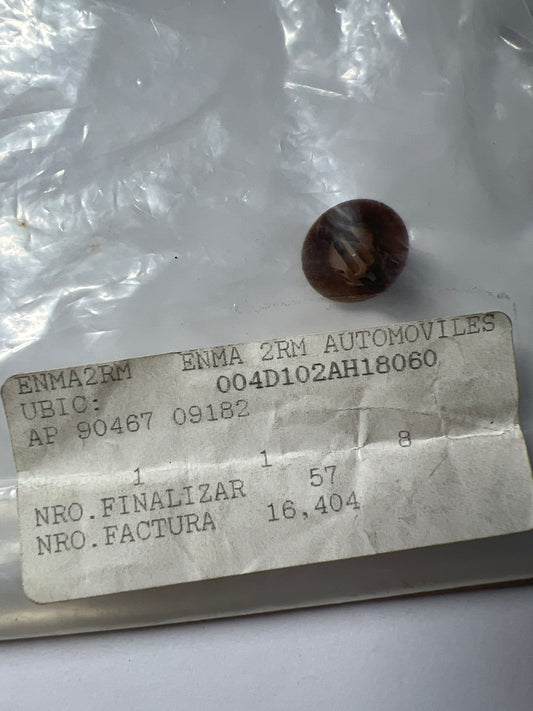 ENMA2RM ENMA 2RM AUTOMOVILES
UBIC: 004D102AH18060
AP 90467 09182
1 1 8
NRO.FINALIZAR 57
NRO.FACTURA 16,404